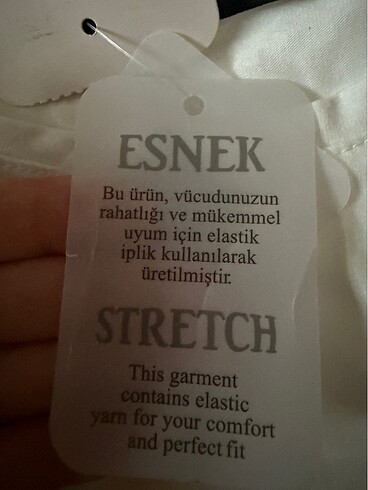 ESNEK
Bu ürün, vücudunuzun
rahatlığı ve mükemmel
uyum için elastik
iplik kullanılarak
üretilmiştir.
STRETCH
This garment
contains elastic
yarn for your comfort
and perfect fit